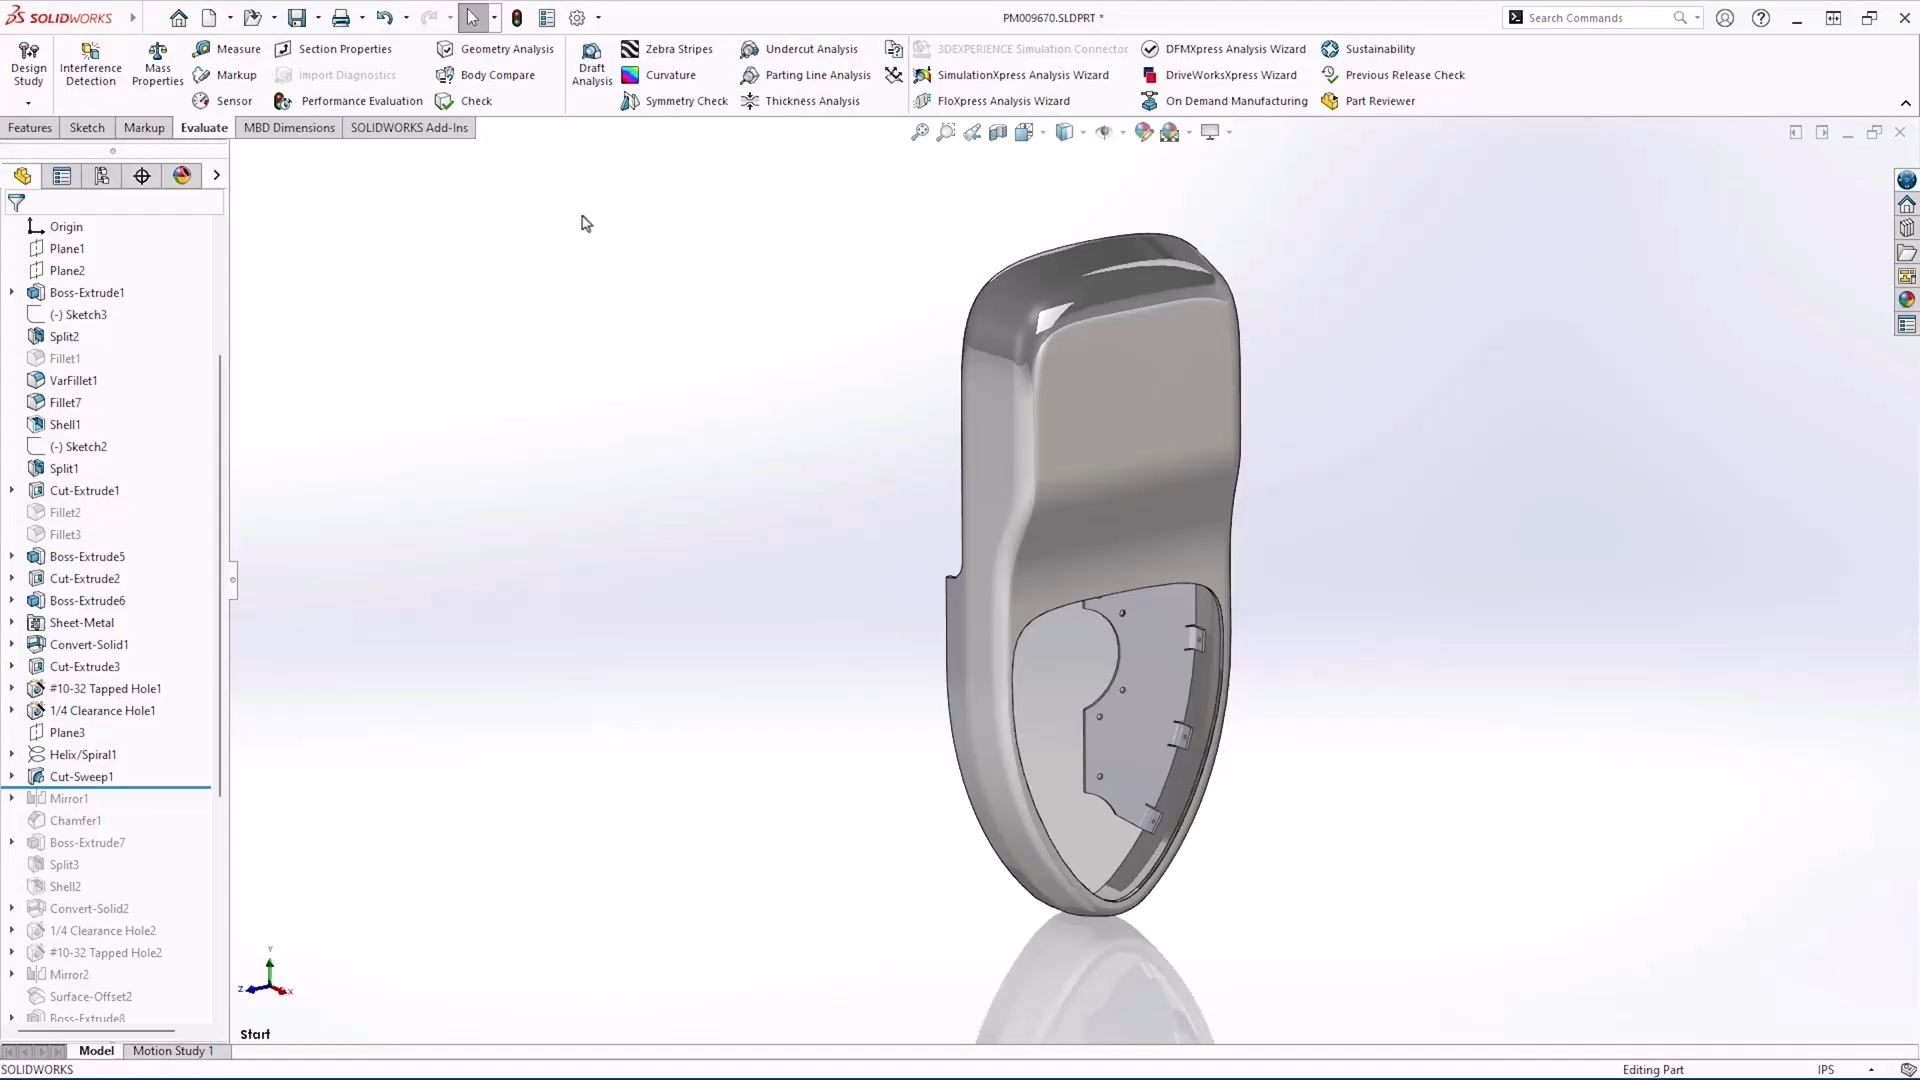 SOLIDWORKS
PM009670.SLDPRT *
Search Commands
Design Study
Interference Detection
Mass Properties
Measure
Markup
Sensor
Section Properties
Import Diagnostics
Performance Evaluation
Geometry Analysis
Body Compare
Check
Draft Analysis
Zebra Stripes
Curvature
Symmetry Check
Undercut Analysis
Parting Line Analysis
Thickness Analysis
3DEXPERIENCE Simulation Connector
SimulationXpress Analysis Wizard
FloXpress Analysis Wizard
DFMXpress Analysis Wizard
DriveWorksXpress Wizard
On Demand Manufacturing
Sustainability
Previous Release Check
Part Reviewer
Features
Sketch
Markup
Evaluate
MBD Dimensions
SOLIDWORKS Add-Ins
Origin
Plane1
Plane2
Boss-Extrude1
(-) Sketch3
Split2
Fillet1
VarFillet1
Fillet7
Shell1
(-) Sketch2
Split1
Cut-Extrude1
Fillet2
Fillet3
Boss-Extrude5
Cut-Extrude2
Boss-Extrude6
Sheet-Metal
Convert-Solid1
Cut-Extrude3
#10-32 Tapped Hole1
1/4 Clearance Hole1
Plane3
Helix/Spiral1
Cut-Sweep1
Mirror1
Chamfer1
Boss-Extrude7
Split3
Shell2
Convert-Solid2
1/4 Clearance Hole2
#10-32 Tapped Hole2
Mirror2
Surface-Offset2
Boss-Extrude8
Y
Z
X
Start
Model
Motion Study 1
SOLIDWORKS
Editing Part
IPS